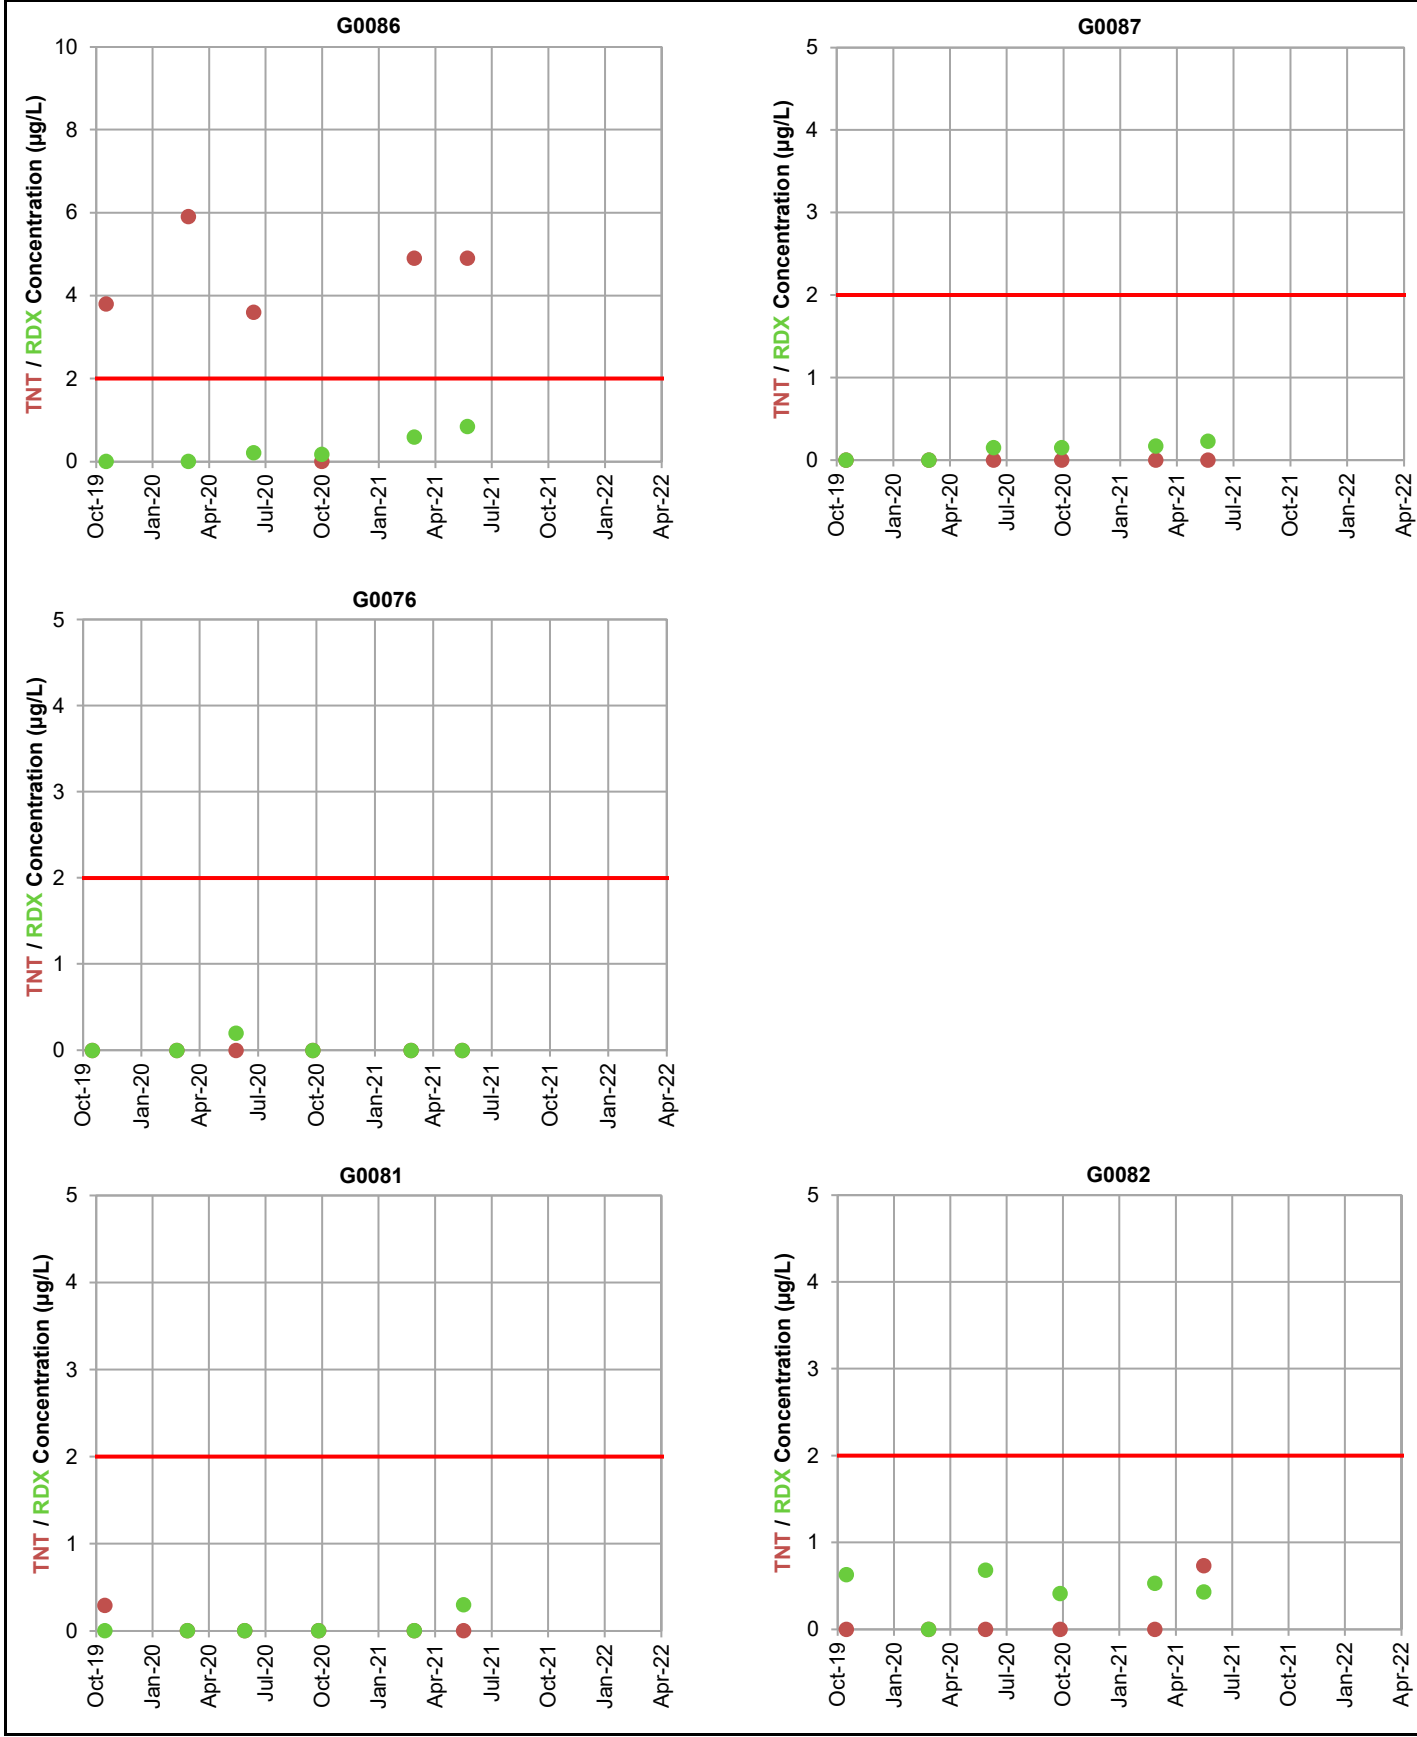 G0086
TNT / RDX Concentration (µg/L)
10
8
6
4
2
0
Oct-19
Jan-20
Apr-20
Jul-20
Oct-20
Jan-21
Apr-21
Jul-21
Oct-21
Jan-22
Apr-22
G0087
TNT / RDX Concentration (µg/L)
5
4
3
2
1
0
Oct-19
Jan-20
Apr-20
Jul-20
Oct-20
Jan-21
Apr-21
Jul-21
Oct-21
Jan-22
Apr-22
G0076
TNT / RDX Concentration (µg/L)
5
4
3
2
1
0
Oct-19
Jan-20
Apr-20
Jul-20
Oct-20
Jan-21
Apr-21
Jul-21
Oct-21
Jan-22
Apr-22
G0081
TNT / RDX Concentration (µg/L)
5
4
3
2
1
0
Oct-19
Jan-20
Apr-20
Jul-20
Oct-20
Jan-21
Apr-21
Jul-21
Oct-21
Jan-22
Apr-22
G0082
TNT / RDX Concentration (µg/L)
5
4
3
2
1
0
Oct-19
Jan-20
Apr-20
Jul-20
Oct-20
Jan-21
Apr-21
Jul-21
Oct-21
Jan-22
Apr-22